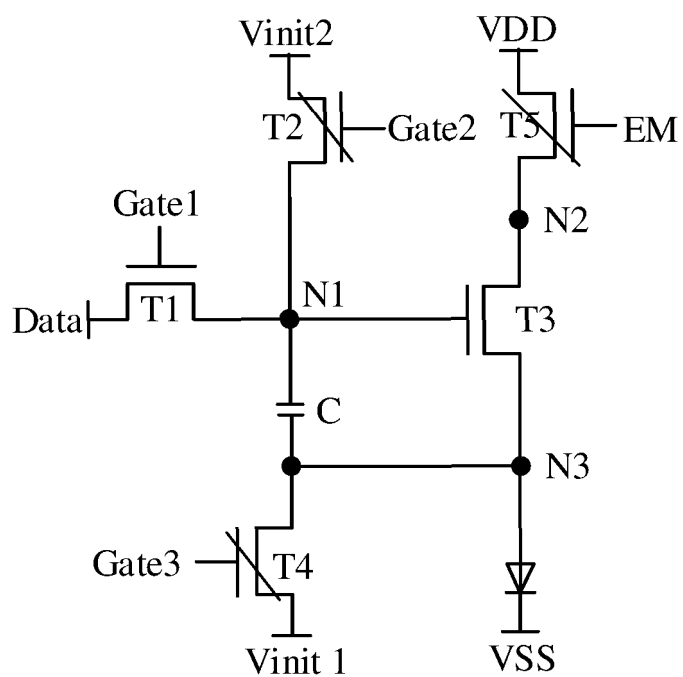 Vinit2
VDD
T2
Gate2
T5
EM
Gate1
N2
N1
Data
T1
T3
C
N3
Gate3
T4
Vinit 1
VSS